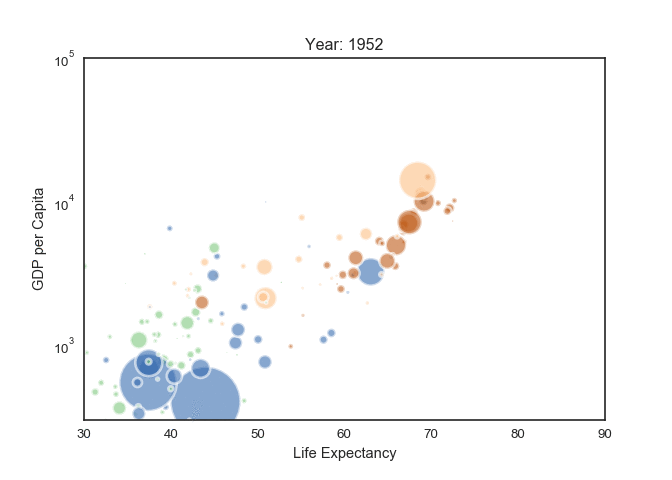 Year: 1952
10^5
10^4
10^3
GDP per Capita
30 40 50 60 70 80 90
Life Expectancy